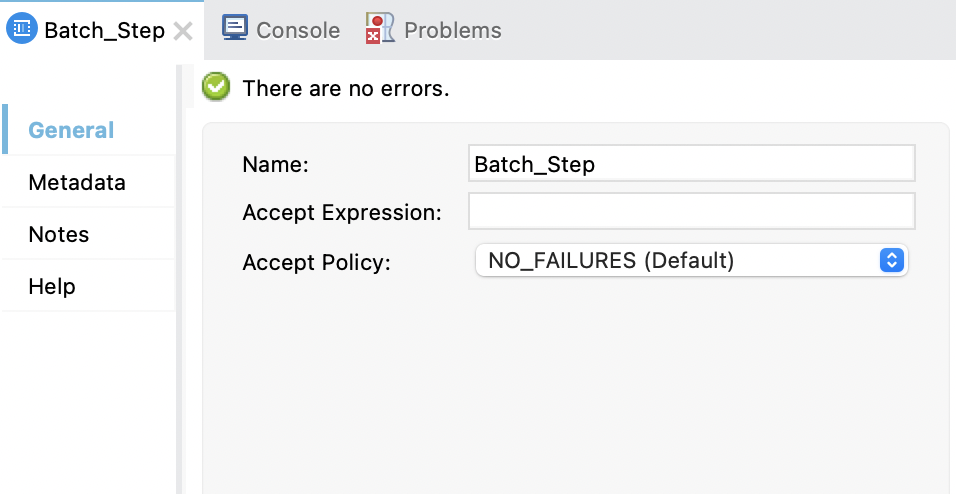 Batch_Step
Console
Problems
There are no errors.
General
Metadata
Notes
Help
Name:
Batch_Step
Accept Expression:
Accept Policy:
NO_FAILURES (Default)